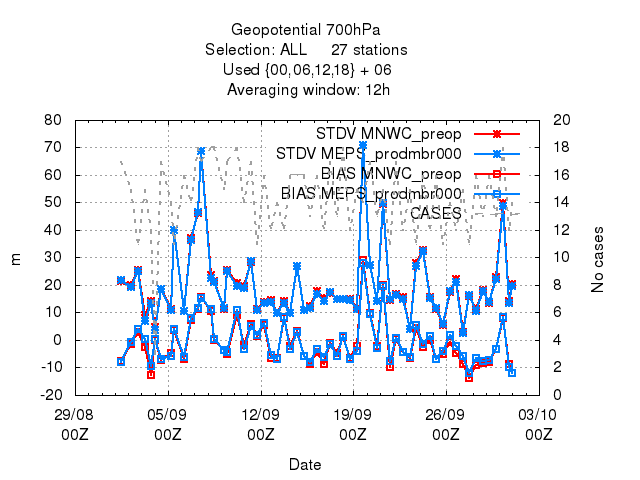 Geopotential 700hPa
Selection: ALL 27 stations
Used {00,06,12,18} + 06
Averaging window: 12h
STDV MNWC_preop
STDV MEPS_prodmbr000
BIAS MNWC_preop
BIAS MEPS_prodmbr000
CASES
80
70
60
50
40
30
20
10
0
-10
-20
m
20
18
16
14
12
10
8
6
4
2
0
No cases
29/08 05/09 12/09 19/09 26/09 03/10
00Z 00Z 00Z 00Z 00Z 00Z
Date